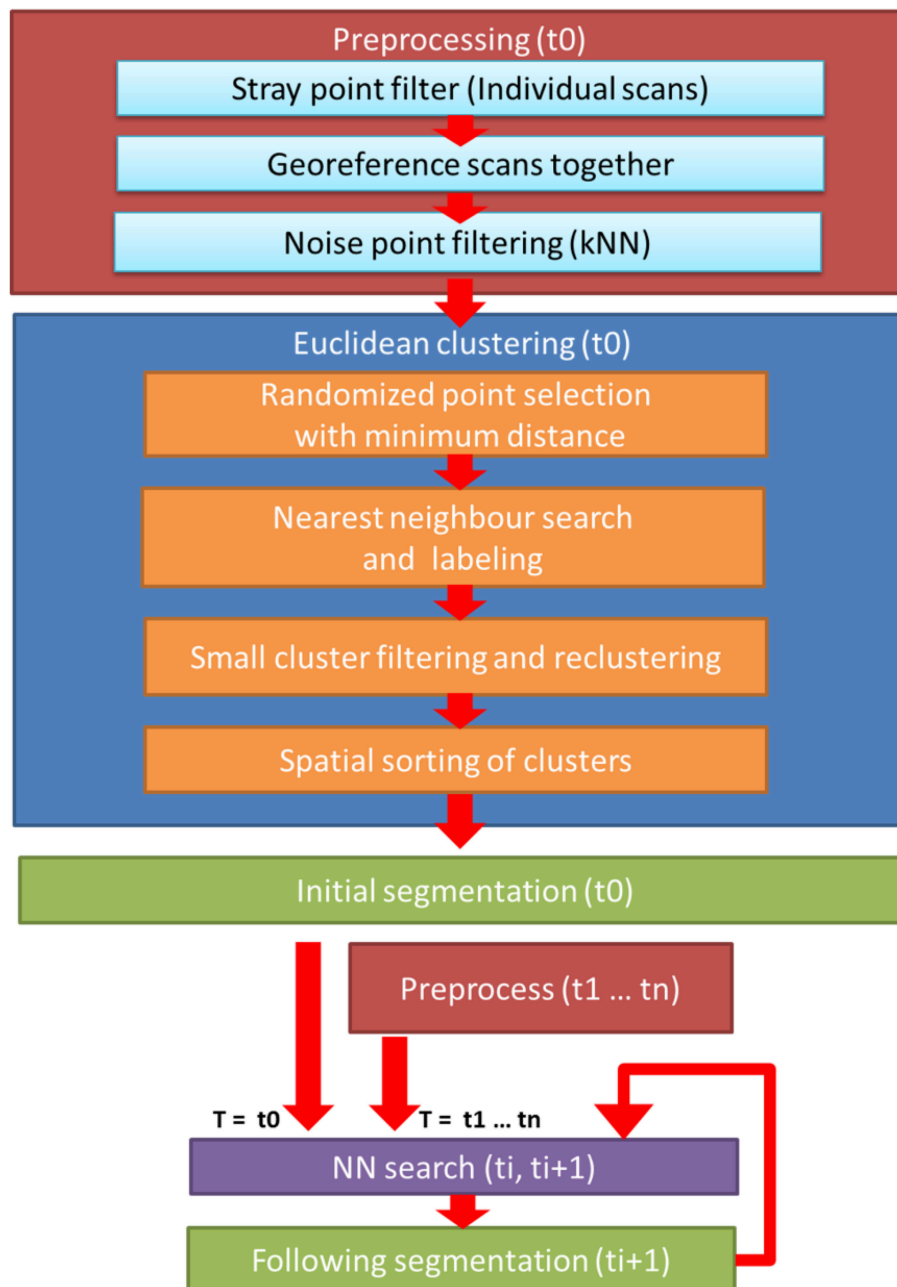 Preprocessing (t0)
Stray point filter (Individual scans)
Georeference scans together
Noise point filtering (kNN)
Euclidean clustering (t0)
Randomized point selection
with minimum distance
Nearest neighbour search
and labeling
Small cluster filtering and reclustering
Spatial sorting of clusters
Initial segmentation (t0)
Preprocess (t1 ... tn)
T = t0
T = t1 ... tn
NN search (ti, ti+1)
Following segmentation (ti+1)